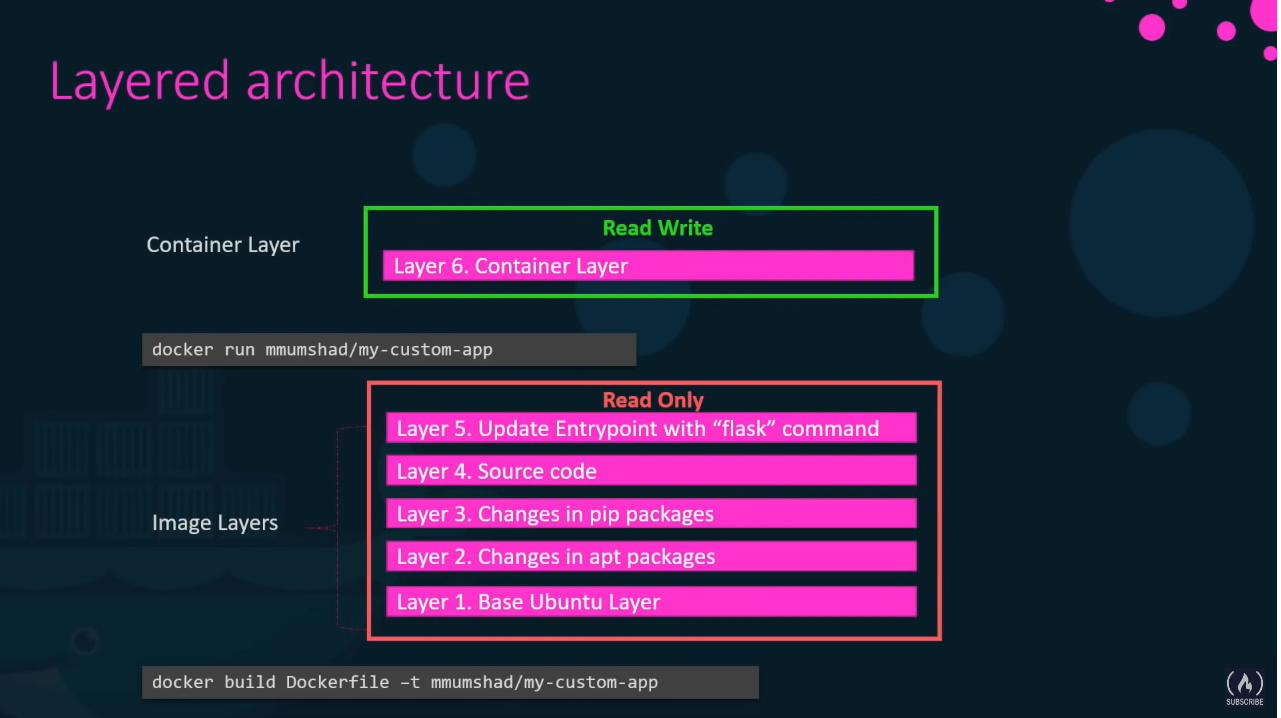 Layered architecture
Read Write
Container Layer
Layer 6. Container Layer
docker run mmumshad/my-custom-app
Read Only
Layer 5. Update Entrypoint with “flask” command
Layer 4. Source code
Layer 3. Changes in pip packages
Image Layers
Layer 2. Changes in apt packages
Layer 1. Base Ubuntu Layer
docker build Dockerfile –t mmumshad/my-custom-app
SUBSCRIBE